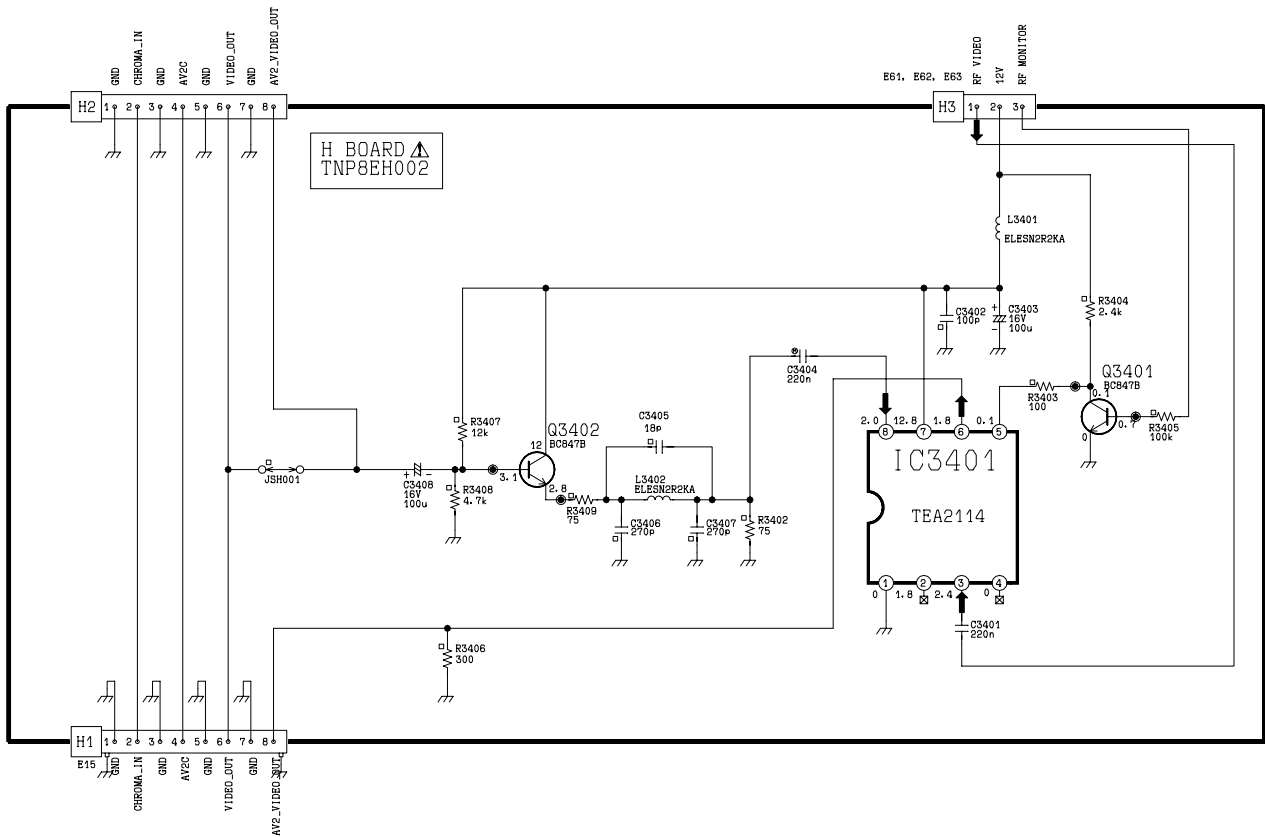 GND
CHROMA_IN
GND
AV2C
GND
VIDEO_OUT
GND
AV2_VIDEO_OUT
H2
1 2 3 4 5 6 7 8
E61, E62, E63
RF VIDEO
12V
RF MONITOR
H3
1 2 3
H BOARD
TNP8EH002
L3401
ELESN2R2KA
C3402
100p
+
C3403
16V
100u
-
R3404
2.4k
C3404
220n
Q3401
BC847B
0.1
0
0.7
R3403
100
R3405
100k
R3407
12k
Q3402
BC847B
12
3.1
2.8
C3405
18p
L3402
ELESN2R2KA
JSH001
+ -
C3408
16V
100u
R3408
4.7k
R3409
75
C3406
270p
C3407
270p
R3402
75
2.0 12.8 1.8 0.1
8 7 6 5
IC3401
TEA2114
1 2 3 4
0 1.8 2.4 0
C3401
220n
R3406
300
H1
1 2 3 4 5 6 7 8
E15
GND
CHROMA_IN
GND
AV2C
GND
VIDEO_OUT
GND
AV2_VIDEO_OUT